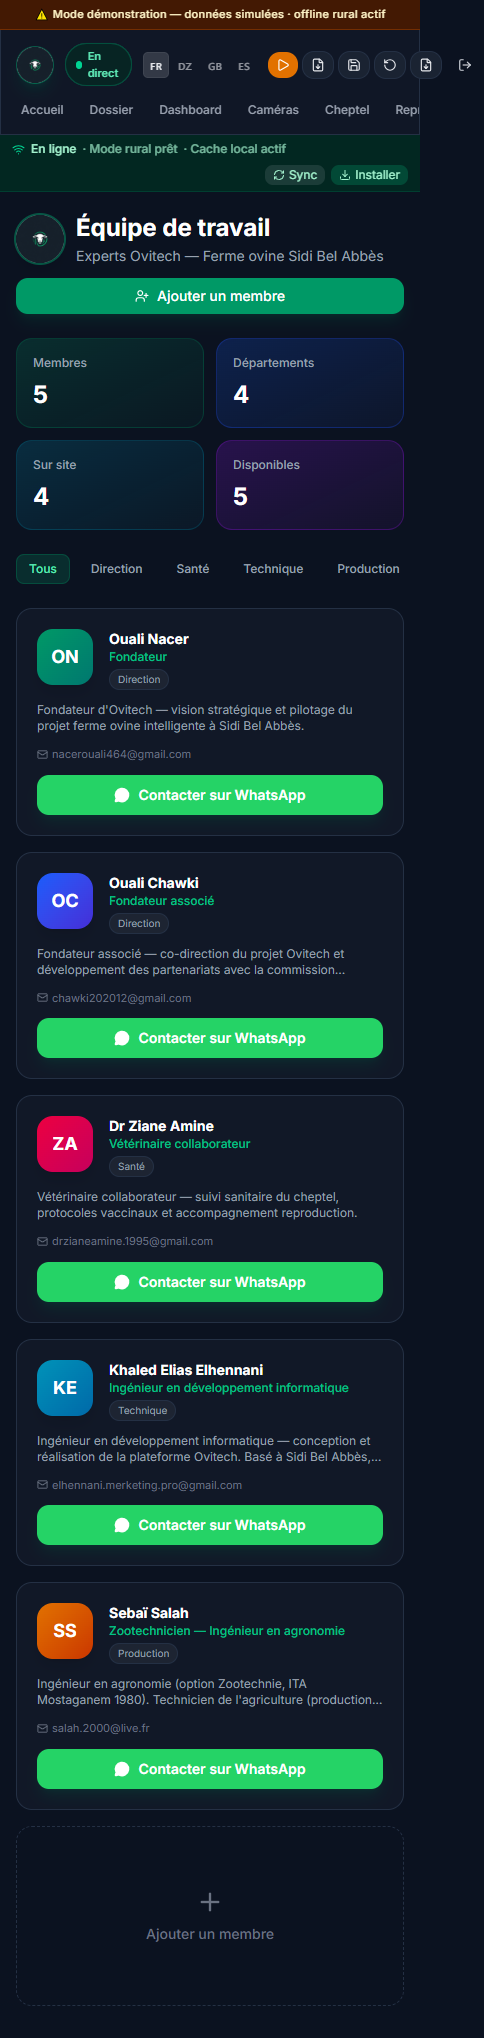 ⚠️ Mode démonstration — données simulées · offline rural actif
En
direct
FR DZ GB ES
Accueil Dossier Dashboard Caméras Cheptel Repr
En ligne · Mode rural prêt · Cache local actif
Sync Installer
Équipe de travail
Experts Ovitech — Ferme ovine Sidi Bel Abbès
Ajouter un membre
Membres
5
Départements
4
Sur site
4
Disponibles
5
Tous Direction Santé Technique Production
ON
Ouali Nacer
Fondateur
Direction
Fondateur d'Ovitech — vision stratégique et pilotage du
projet ferme ovine intelligente à Sidi Bel Abbès.
nacerouali464@gmail.com
Contacter sur WhatsApp
OC
Ouali Chawki
Fondateur associé
Direction
Fondateur associé — co-direction du projet Ovitech et
développement des partenariats avec la commission...
chawki202012@gmail.com
Contacter sur WhatsApp
ZA
Dr Ziane Amine
Vétérinaire collaborateur
Santé
Vétérinaire collaborateur — suivi sanitaire du cheptel,
protocoles vaccinaux et accompagnement reproduction.
drzianeamine.1995@gmail.com
Contacter sur WhatsApp
KE
Khaled Elias Elhennani
Ingénieur en développement informatique
Technique
Ingénieur en développement informatique — conception et
réalisation de la plateforme Ovitech. Basé à Sidi Bel Abbès,...
elhennani.merketing.pro@gmail.com
Contacter sur WhatsApp
SS
Sebaï Salah
Zootechnicien — Ingénieur en agronomie
Production
Ingénieur en agronomie (option Zootechnie, ITA
Mostaganem 1980). Technicien de l'agriculture (production...
salah.2000@live.fr
Contacter sur WhatsApp
Ajouter un membre